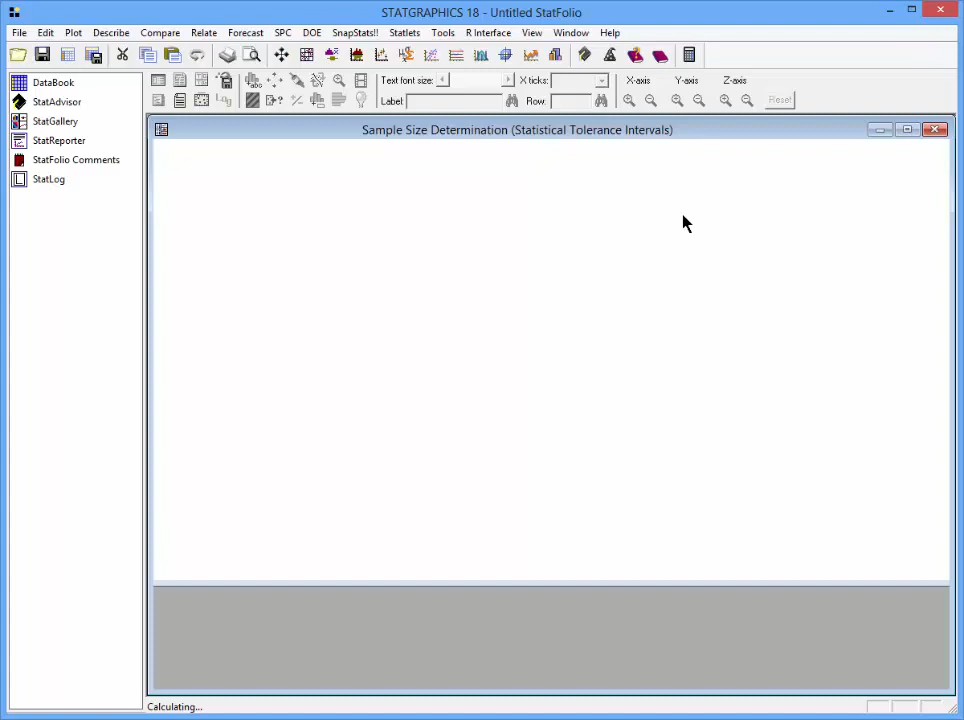 STATGRAPHICS 18 - Untitled StatFolio
File Edit Plot Describe Compare Relate Forecast SPC DOE SnapStats!! Statlets Tools R Interface View Window Help
Text font size: X ticks: X-axis Y-axis Z-axis
Label Row: Reset
DataBook
StatAdvisor
StatGallery
StatReporter
StatFolio Comments
StatLog
Sample Size Determination (Statistical Tolerance Intervals)
Calculating...